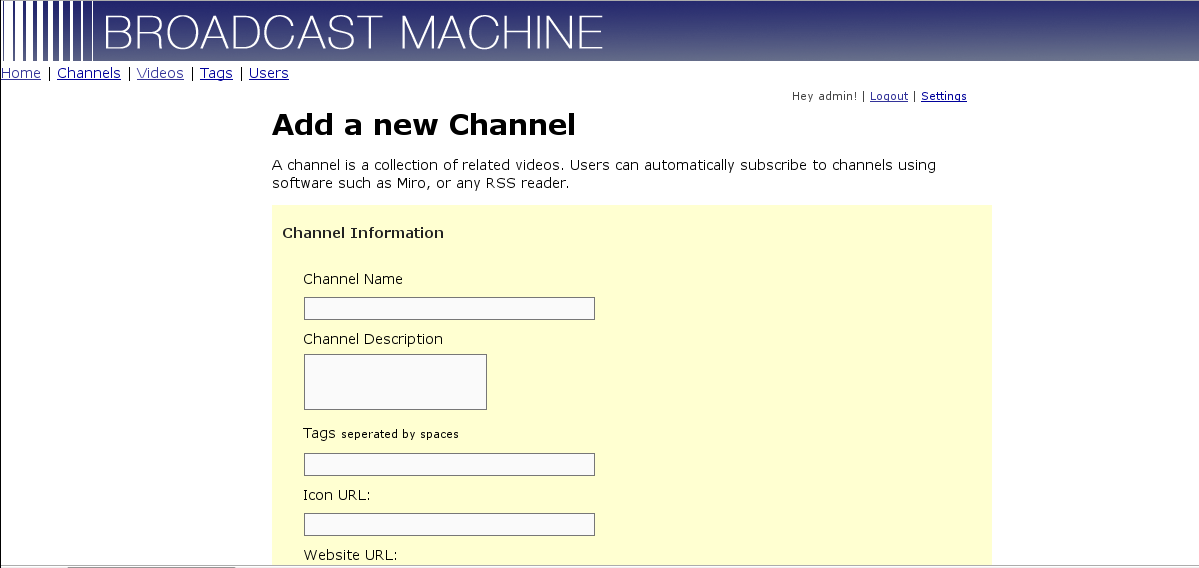 BROADCAST MACHINE
Home | Channels | Videos | Tags | Users
Hey admin! | Logout | Settings
Add a new Channel
A channel is a collection of related videos. Users can automatically subscribe to channels using
software such as Miro, or any RSS reader.
Channel Information
Channel Name
Channel Description
Tags seperated by spaces
Icon URL:
Website URL: